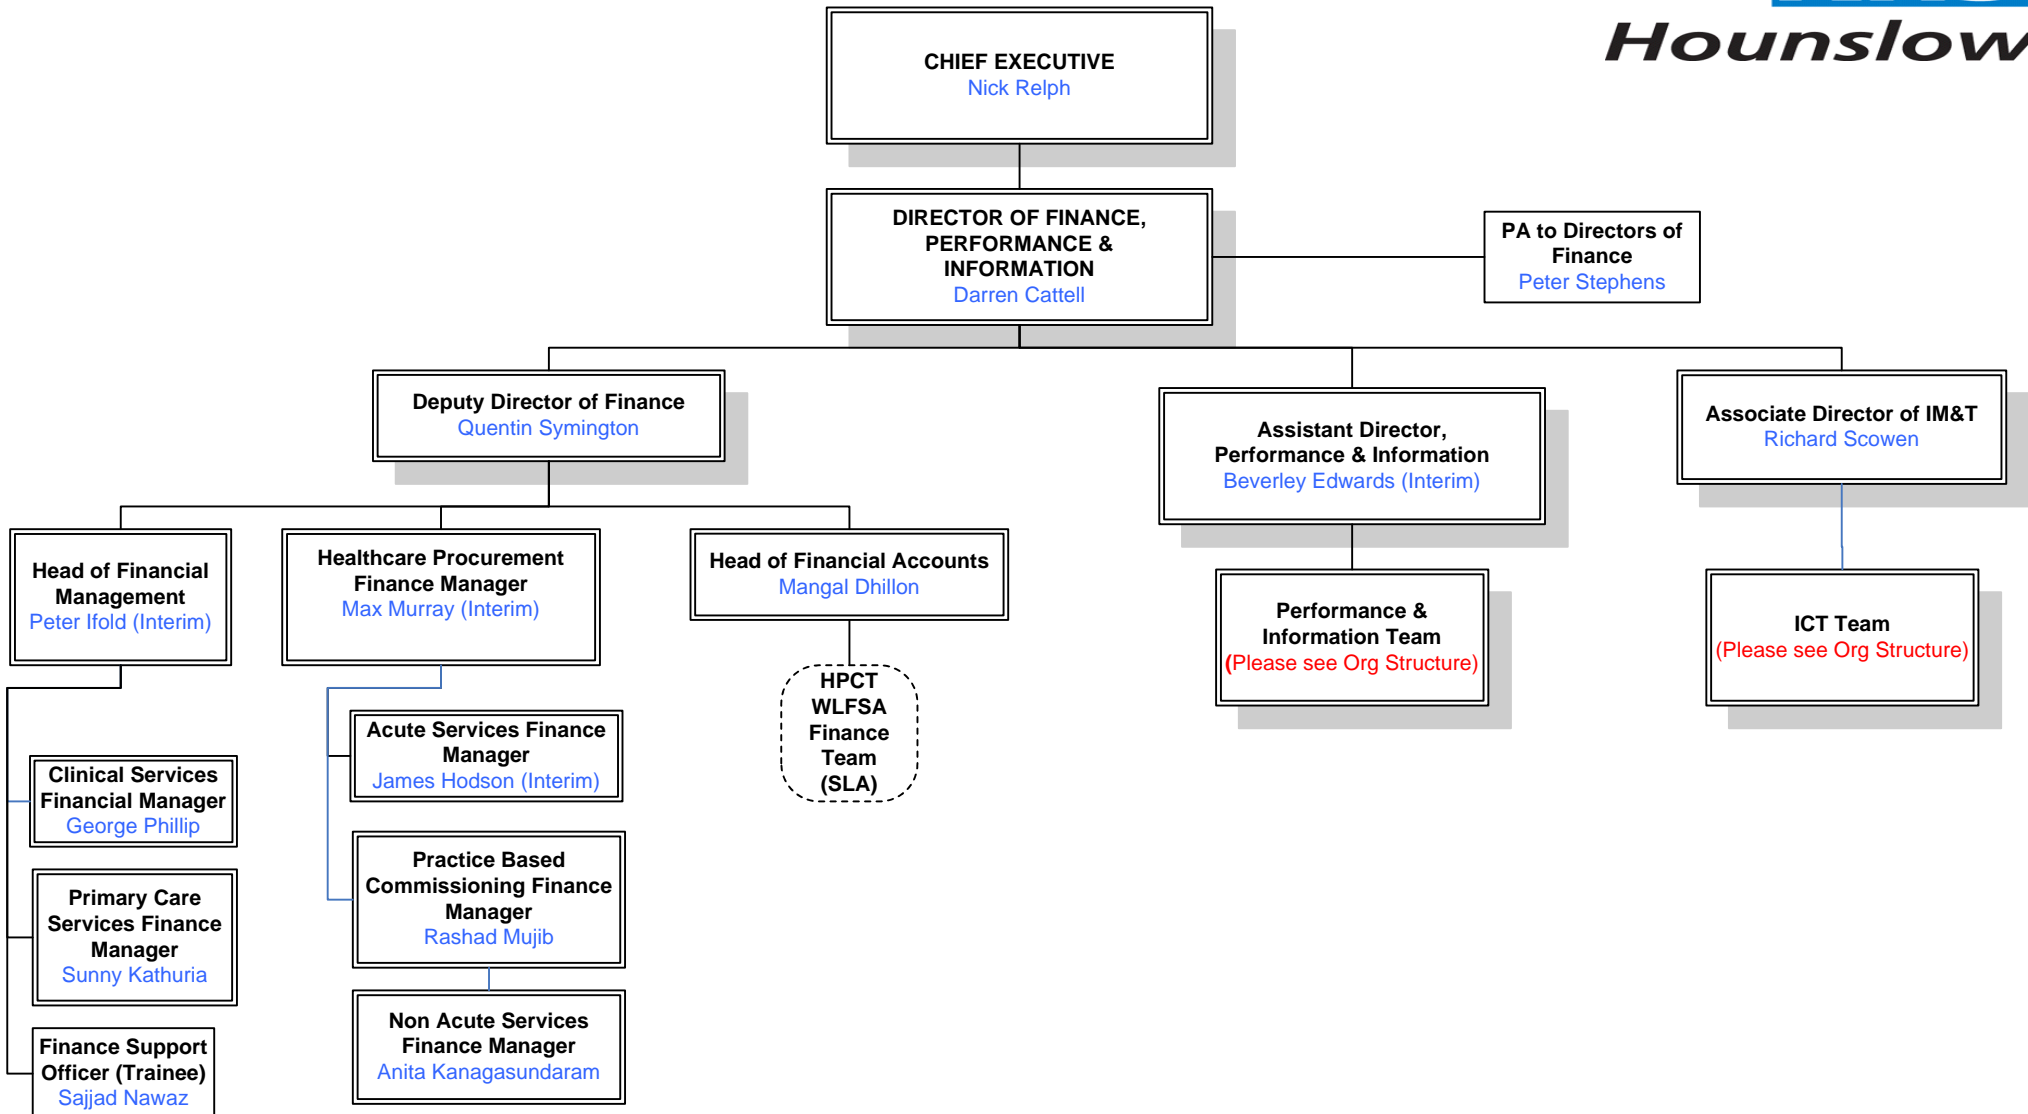 Hounslow
CHIEF EXECUTIVE
Nick Relph
DIRECTOR OF FINANCE,
PERFORMANCE &
INFORMATION
Darren Cattell
PA to Directors of
Finance
Peter Stephens
Deputy Director of Finance
Quentin Symington
Assistant Director,
Performance & Information
Beverley Edwards (Interim)
Associate Director of IM&T
Richard Scowen
Head of Financial
Management
Peter Ifold (Interim)
Healthcare Procurement
Finance Manager
Max Murray (Interim)
Head of Financial Accounts
Mangal Dhillon
Performance &
Information Team
(Please see Org Structure)
ICT Team
(Please see Org Structure)
HPCT
WLFSA
Finance
Team
(SLA)
Acute Services Finance
Manager
James Hodson (Interim)
Clinical Services
Financial Manager
George Phillip
Practice Based
Commissioning Finance
Manager
Rashad Mujib
Primary Care
Services Finance
Manager
Sunny Kathuria
Non Acute Services
Finance Manager
Anita Kanagasundaram
Finance Support
Officer (Trainee)
Sajjad Nawaz